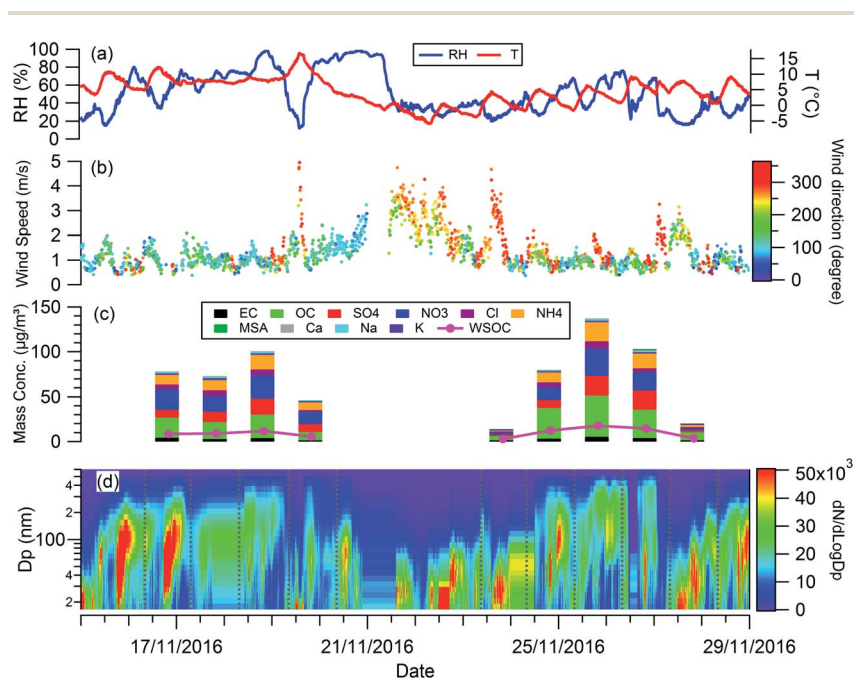 (a)
RH T
RH (%)
100
80
60
40
20
0
T (°C)
15
10
5
0
-5
(b)
Wind Speed (m/s)
5
4
3
2
1
0
Wind direction (degree)
300
200
100
0
(c)
Mass Conc. (µg/m³)
150
100
50
0
EC OC SO4 NO3 Cl NH4
MSA Ca Na K WSOC
(d)
Dp (nm)
4
2
100
4
2
dN/dLogDp
50x10³
40
30
20
10
0
17/11/2016 21/11/2016 25/11/2016 29/11/2016
Date